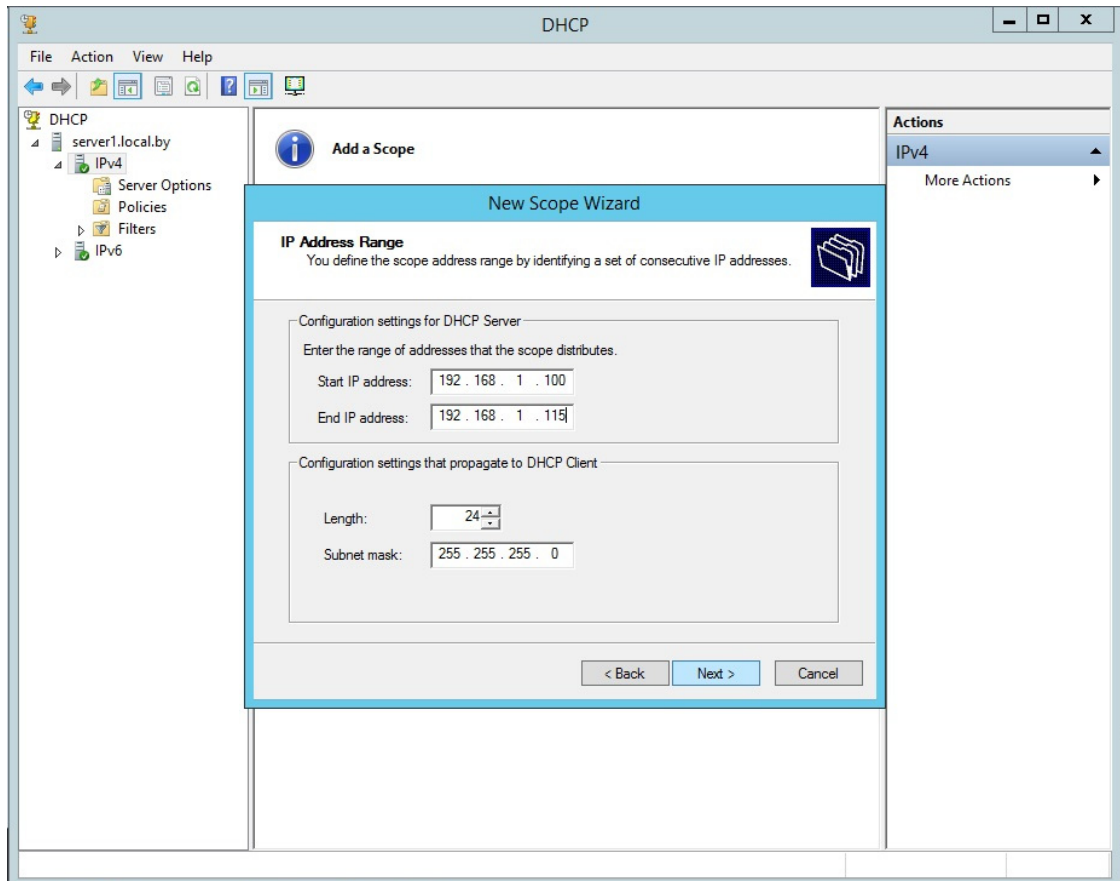 DHCP
File Action View Help
DHCP
server1.local.by
IPv4
Server Options
Policies
Filters
IPv6
Add a Scope
Actions
IPv4
More Actions
New Scope Wizard
IP Address Range
You define the scope address range by identifying a set of consecutive IP addresses.
Configuration settings for DHCP Server
Enter the range of addresses that the scope distributes.
Start IP address: 192 . 168 . 1 . 100
End IP address: 192 . 168 . 1 . 115
Configuration settings that propagate to DHCP Client
Length: 24
Subnet mask: 255 . 255 . 255 . 0
< Back Next > Cancel